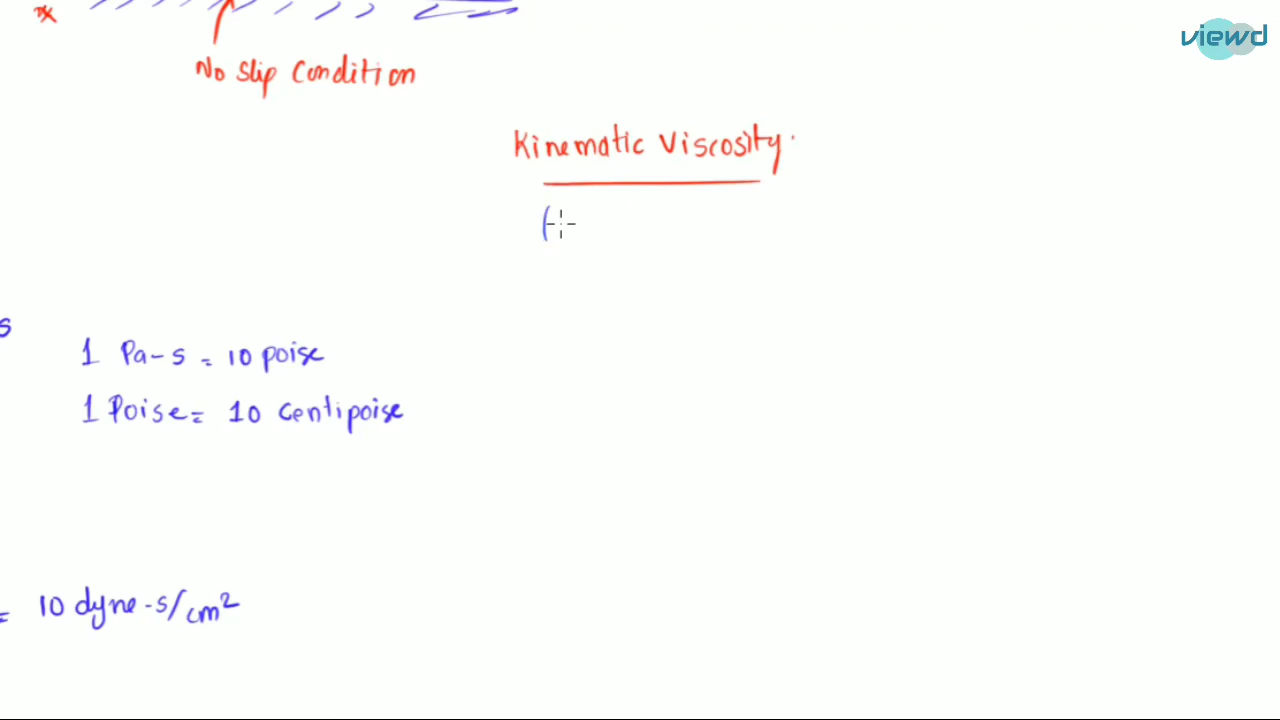 viewd
No slip Condition
Kinematic Viscosity.
(
s
1 Pa-s = 10 poise
1 Poise = 10 Centipoise
= 10 dyne-s/cm²